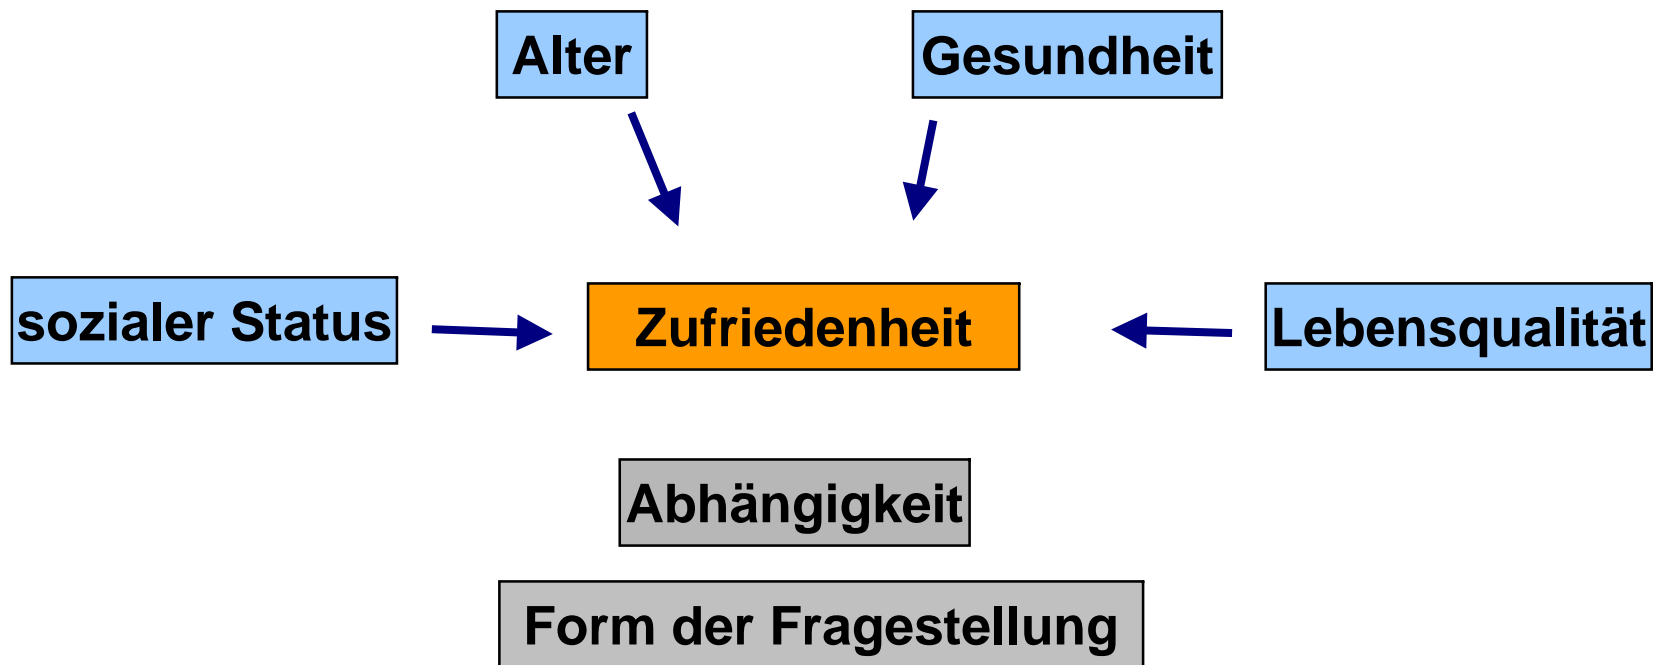 Alter
Gesundheit
sozialer Status
Zufriedenheit
Lebensqualität
Abhängigkeit
Form der Fragestellung